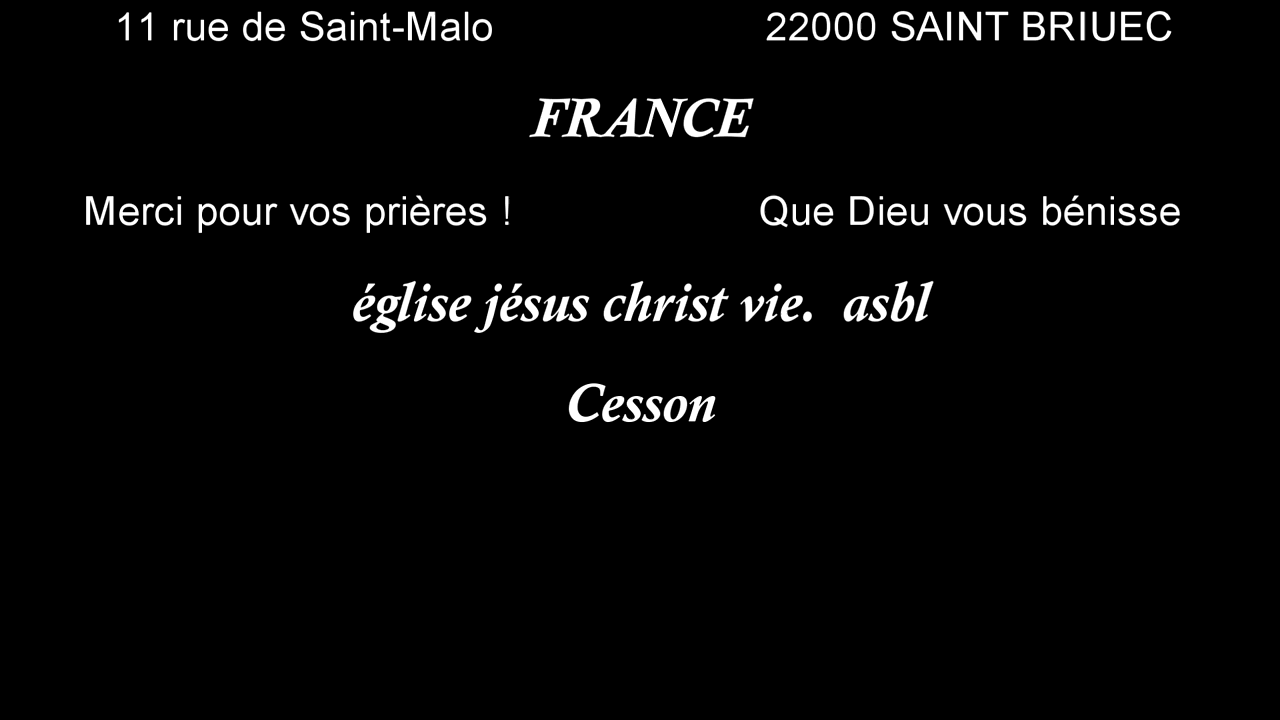 11 rue de Saint-Malo 22000 SAINT BRIUEC
FRANCE
Merci pour vos prières ! Que Dieu vous bénisse
église jésus christ vie. asbl
Cesson